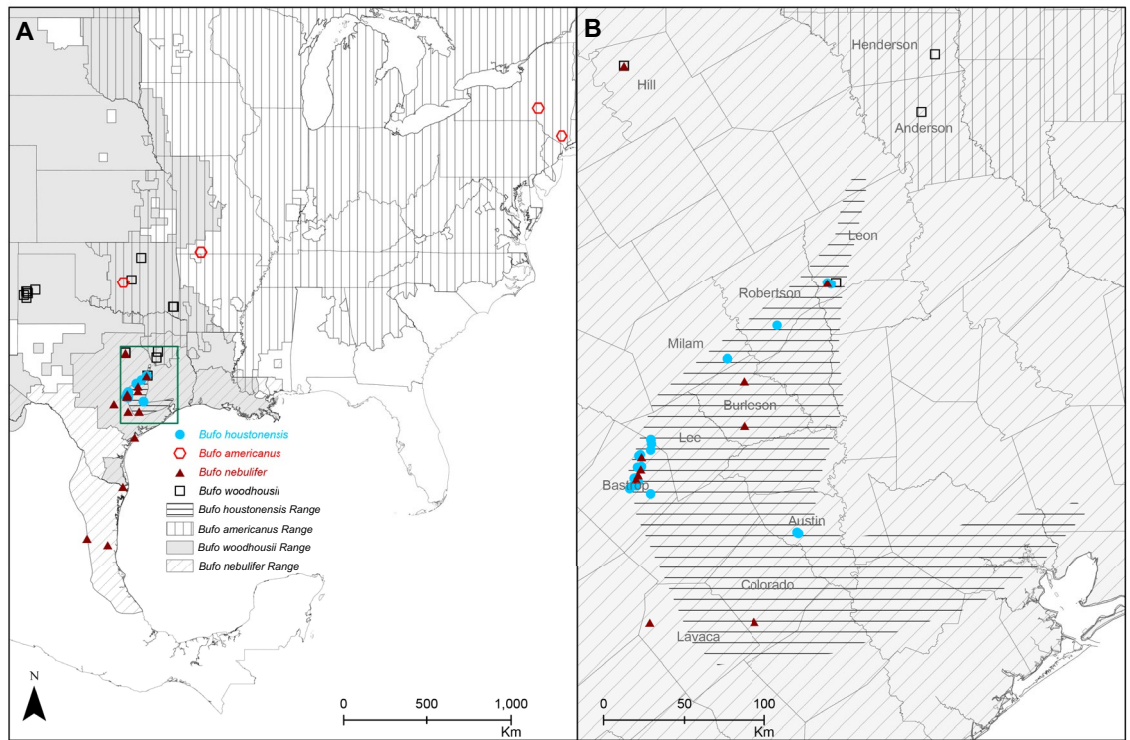 A
Bufo houstonensis
Bufo americanus
Bufo nebulifer
Bufo woodhousii
Bufo houstonensis Range
Bufo americanus Range
Bufo woodhousii Range
Bufo nebulifer Range
N
0 500 1,000
Km
B
Henderson
Hill
Anderson
Leon
Robertson
Milam
Burleson
Lee
Bastrop
Austin
Colorado
Lavaca
0 50 100
Km